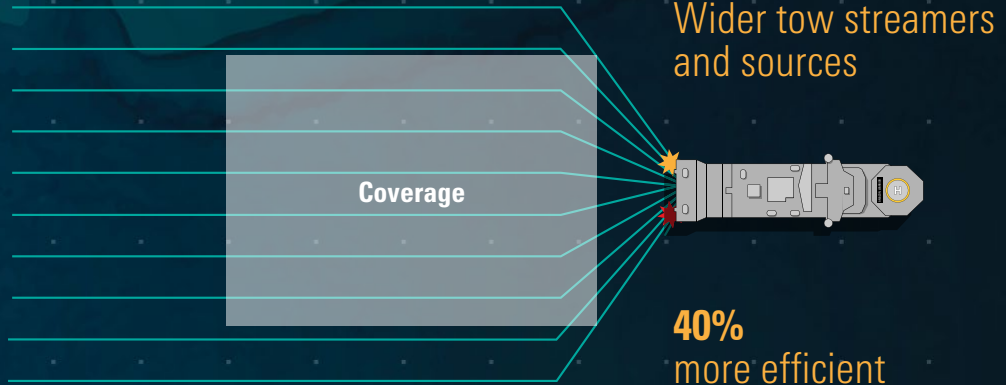 Wider tow streamers
and sources
Coverage
H
40%
more efficient